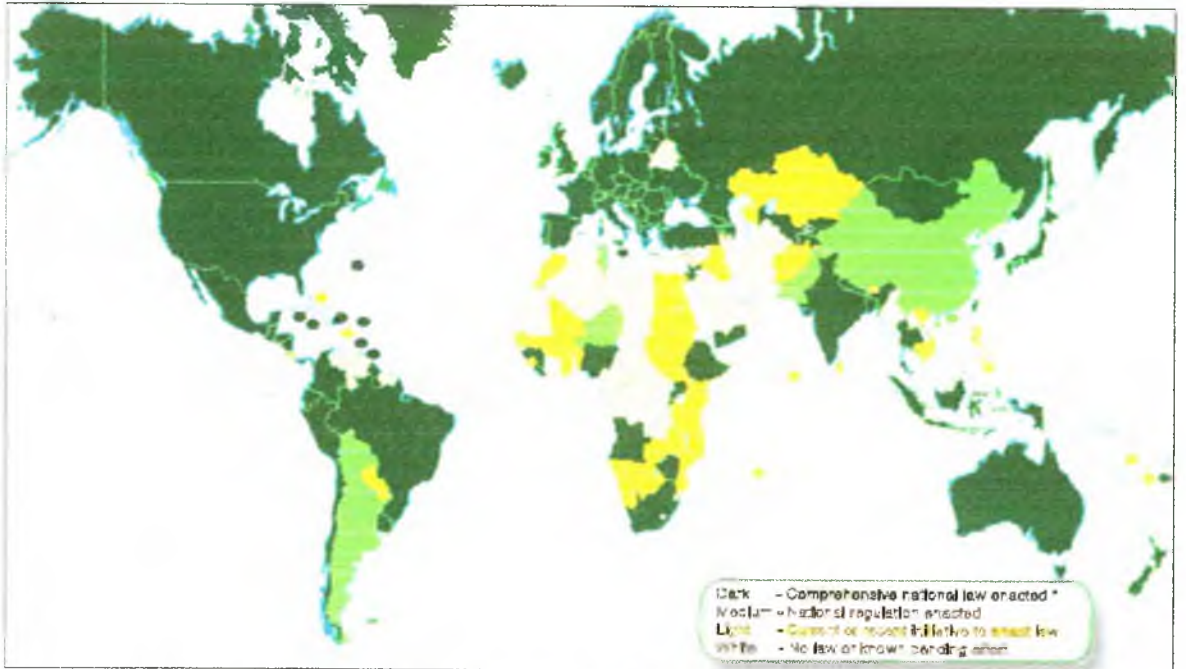 Dark - Comprehensive national law enacted *
Medium - National regulation enacted
Light - Current or recent initiative to enact law
White - No law or known pending effort